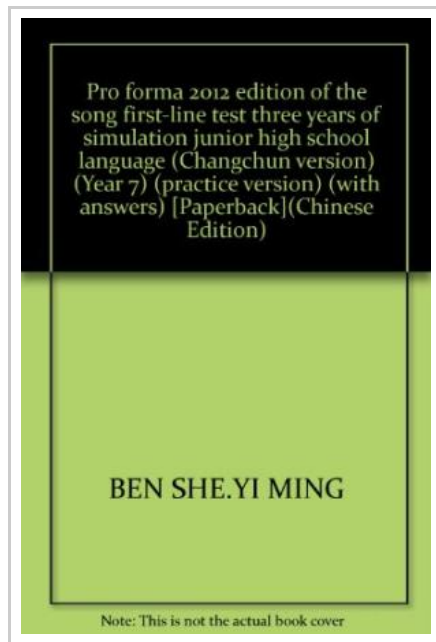 Pro forma 2012 edition of the
song first-line test three years of
simulation junior high school
language (Changchun version)
(Year 7) (practice version) (with
answers) [Paperback](Chinese
Edition)
BEN SHE.YI MING
Note: This is not the actual book cover